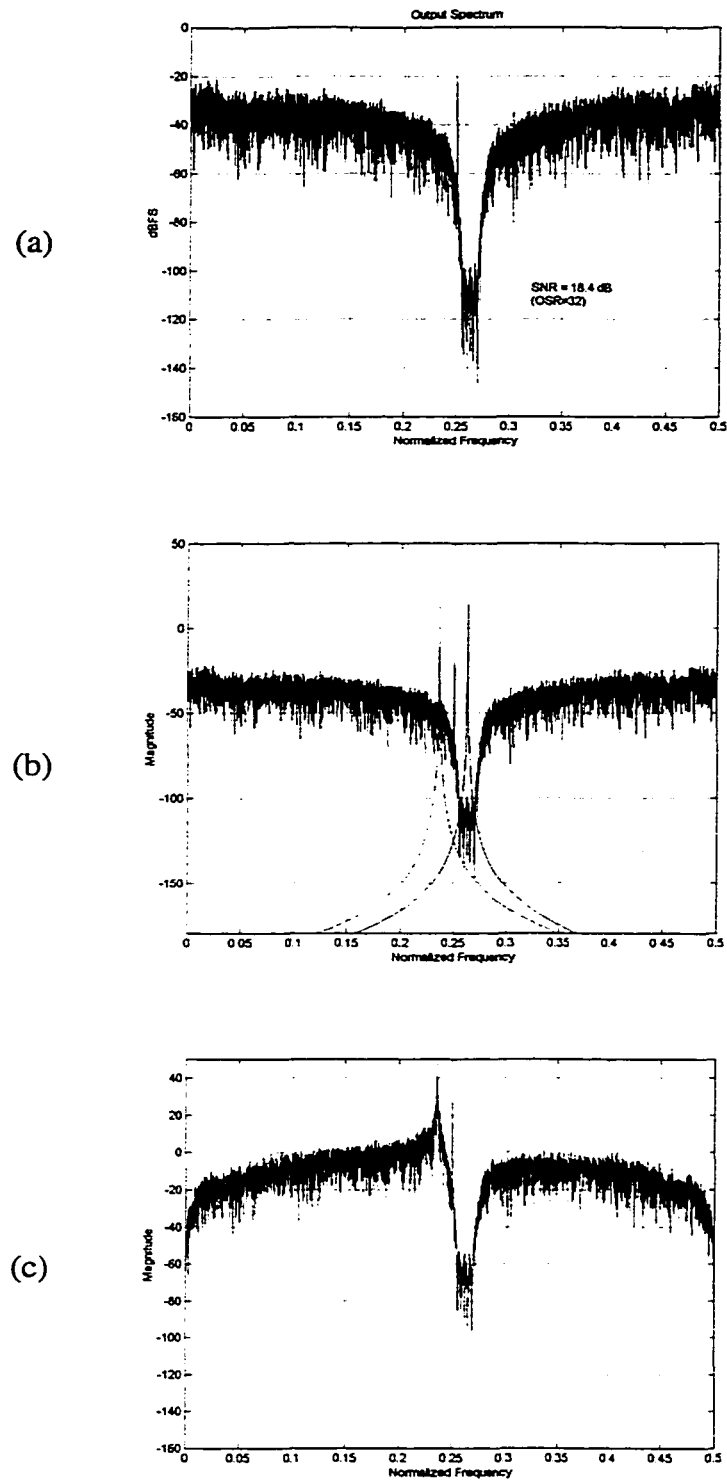 (a)
Output Spectrum
0
-20
-40
-60
-80
-100
-120
-140
-160
dBFS
SNR = 18.4 dB
(OSR=32)
0 0.05 0.1 0.15 0.2 0.25 0.3 0.35 0.4 0.45 0.5
Normalized Frequency
(b)
50
0
-50
-100
-150
Magnitude
0 0.05 0.1 0.15 0.2 0.25 0.3 0.35 0.4 0.45 0.5
Normalized Frequency
(c)
40
20
0
-20
-40
-60
-80
-100
-120
-140
-160
Magnitude
0 0.05 0.1 0.15 0.2 0.25 0.3 0.35 0.4 0.45 0.5
Normalized Frequency